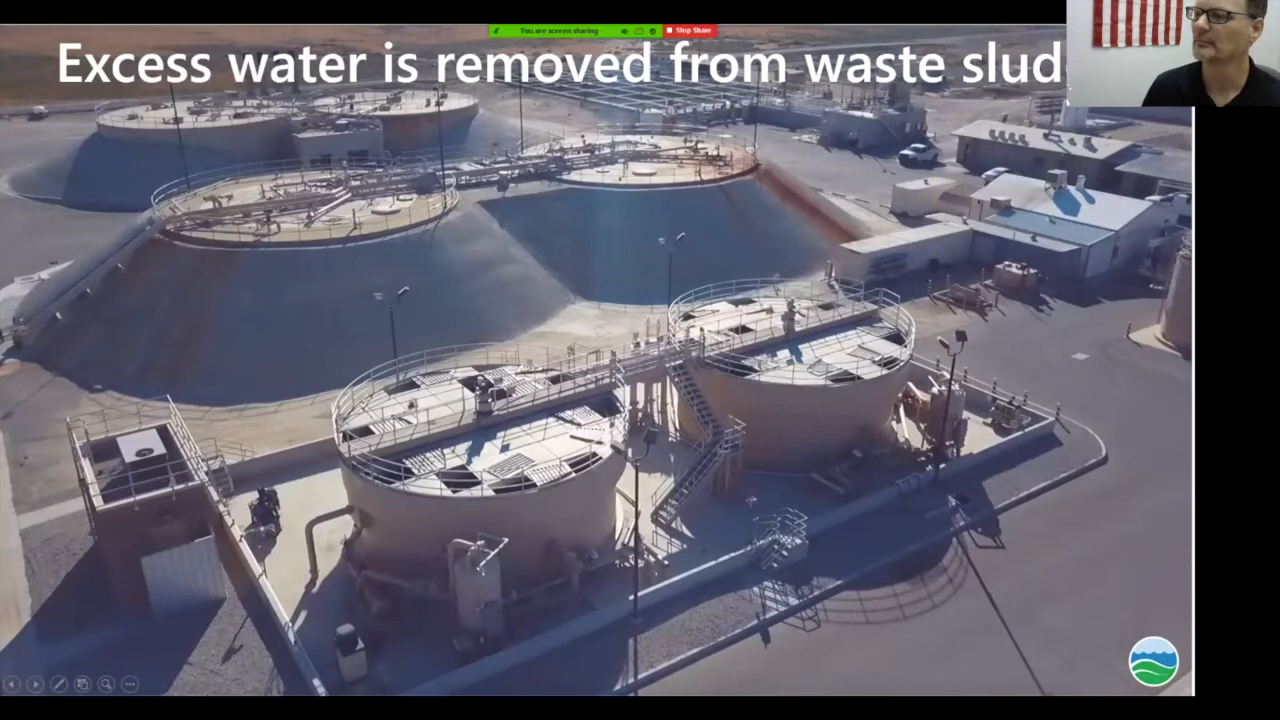 You are screen sharing
Stop Share
Excess water is removed from waste slud